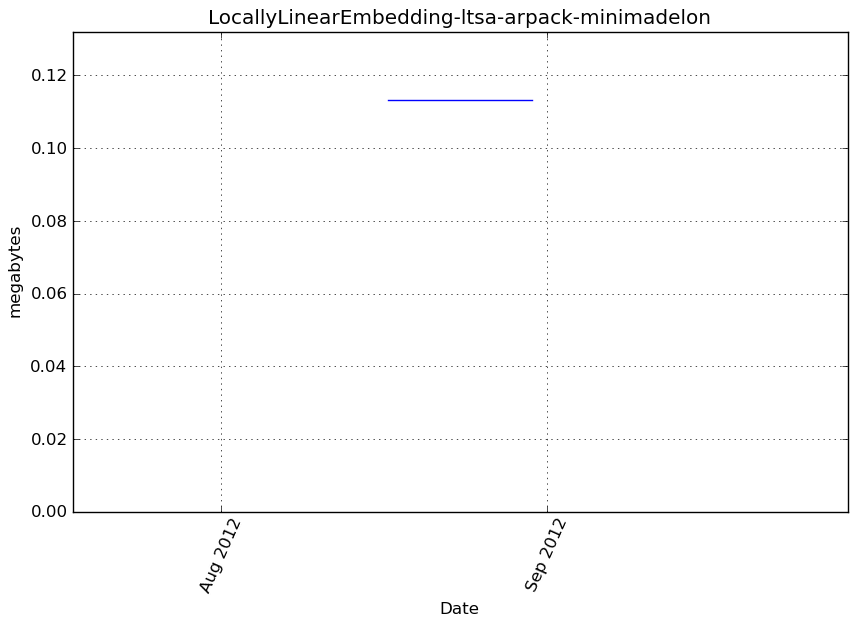 LocallyLinearEmbedding-ltsa-arpack-minimadelon
0.12
0.10
0.08
0.06
0.04
0.02
0.00
megabytes
Aug 2012
Sep 2012
Date